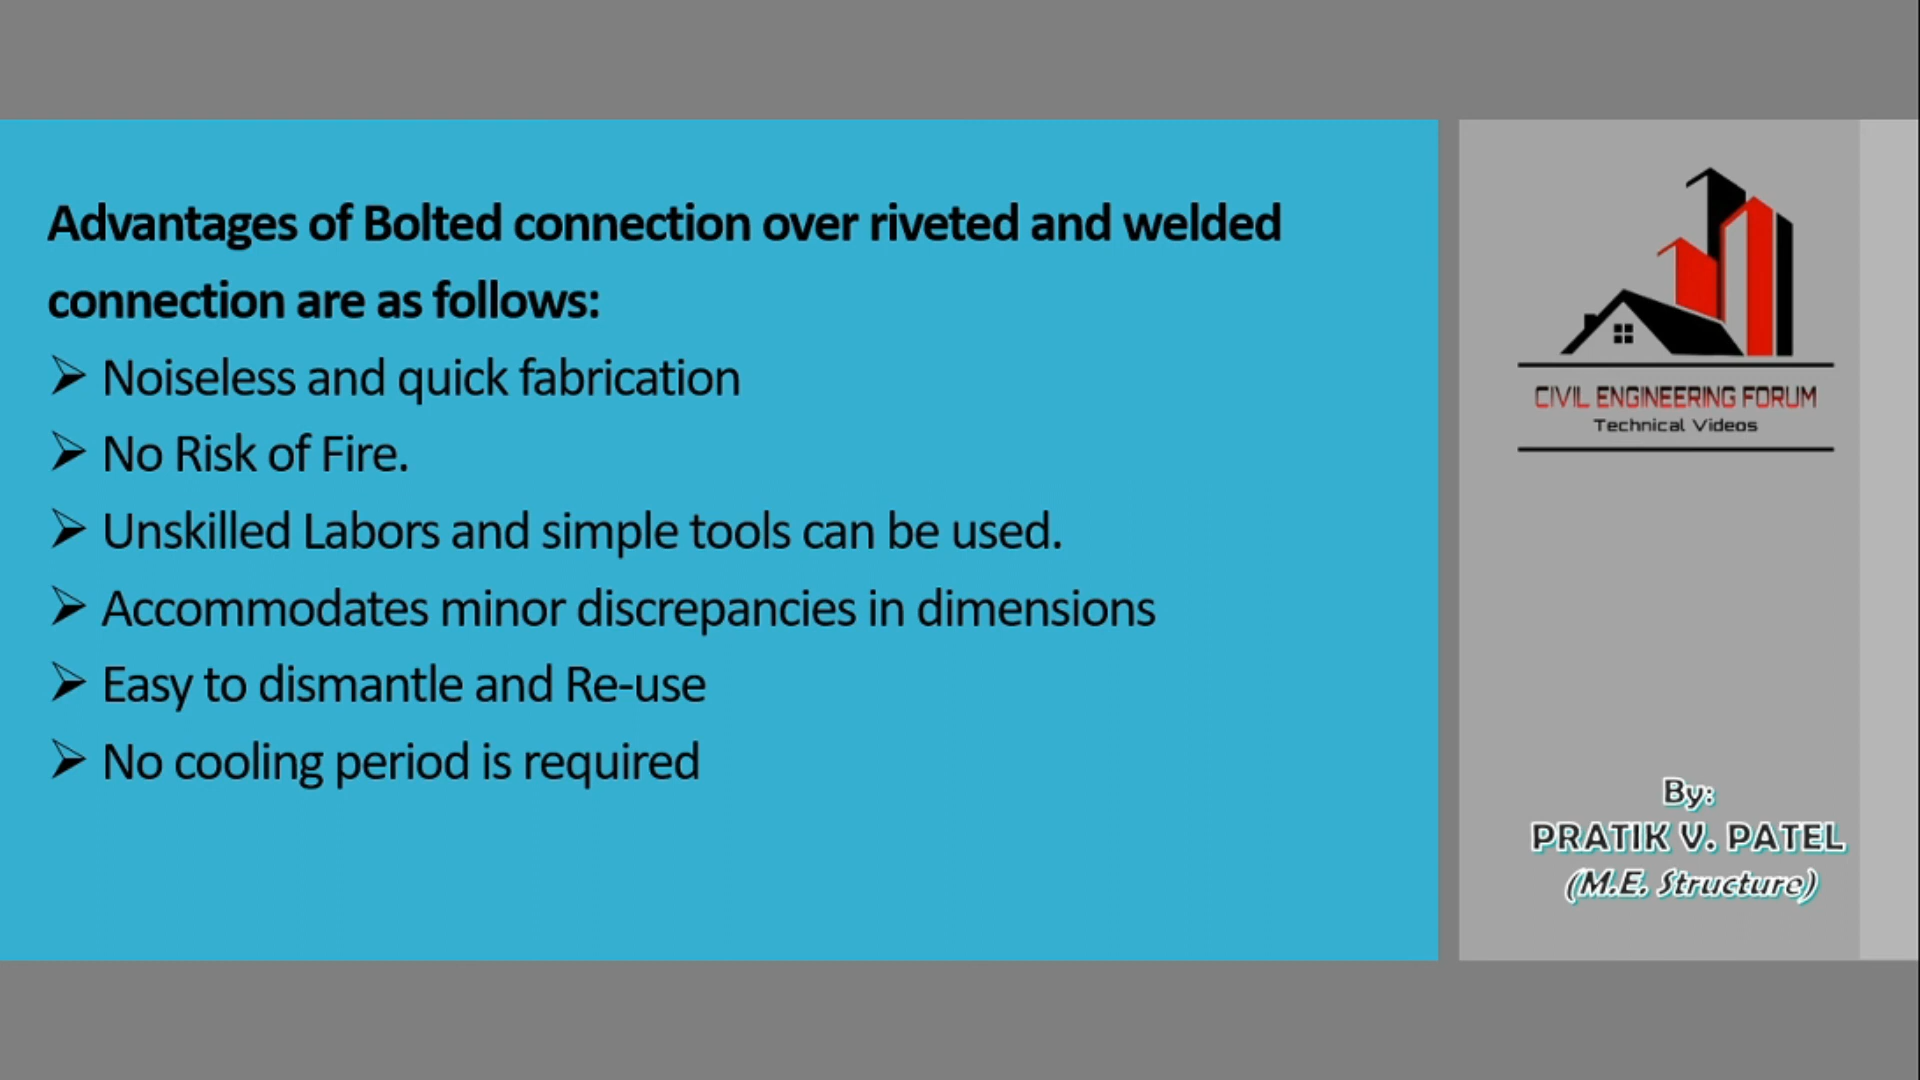 Advantages of Bolted connection over riveted and welded
connection are as follows:
➢ Noiseless and quick fabrication
➢ No Risk of Fire.
➢ Unskilled Labors and simple tools can be used.
➢ Accommodates minor discrepancies in dimensions
➢ Easy to dismantle and Re-use
➢ No cooling period is required
CIVIL ENGINEERING FORUM
Technical Videos
By:
PRATIK V. PATEL
(M.E. Structure)